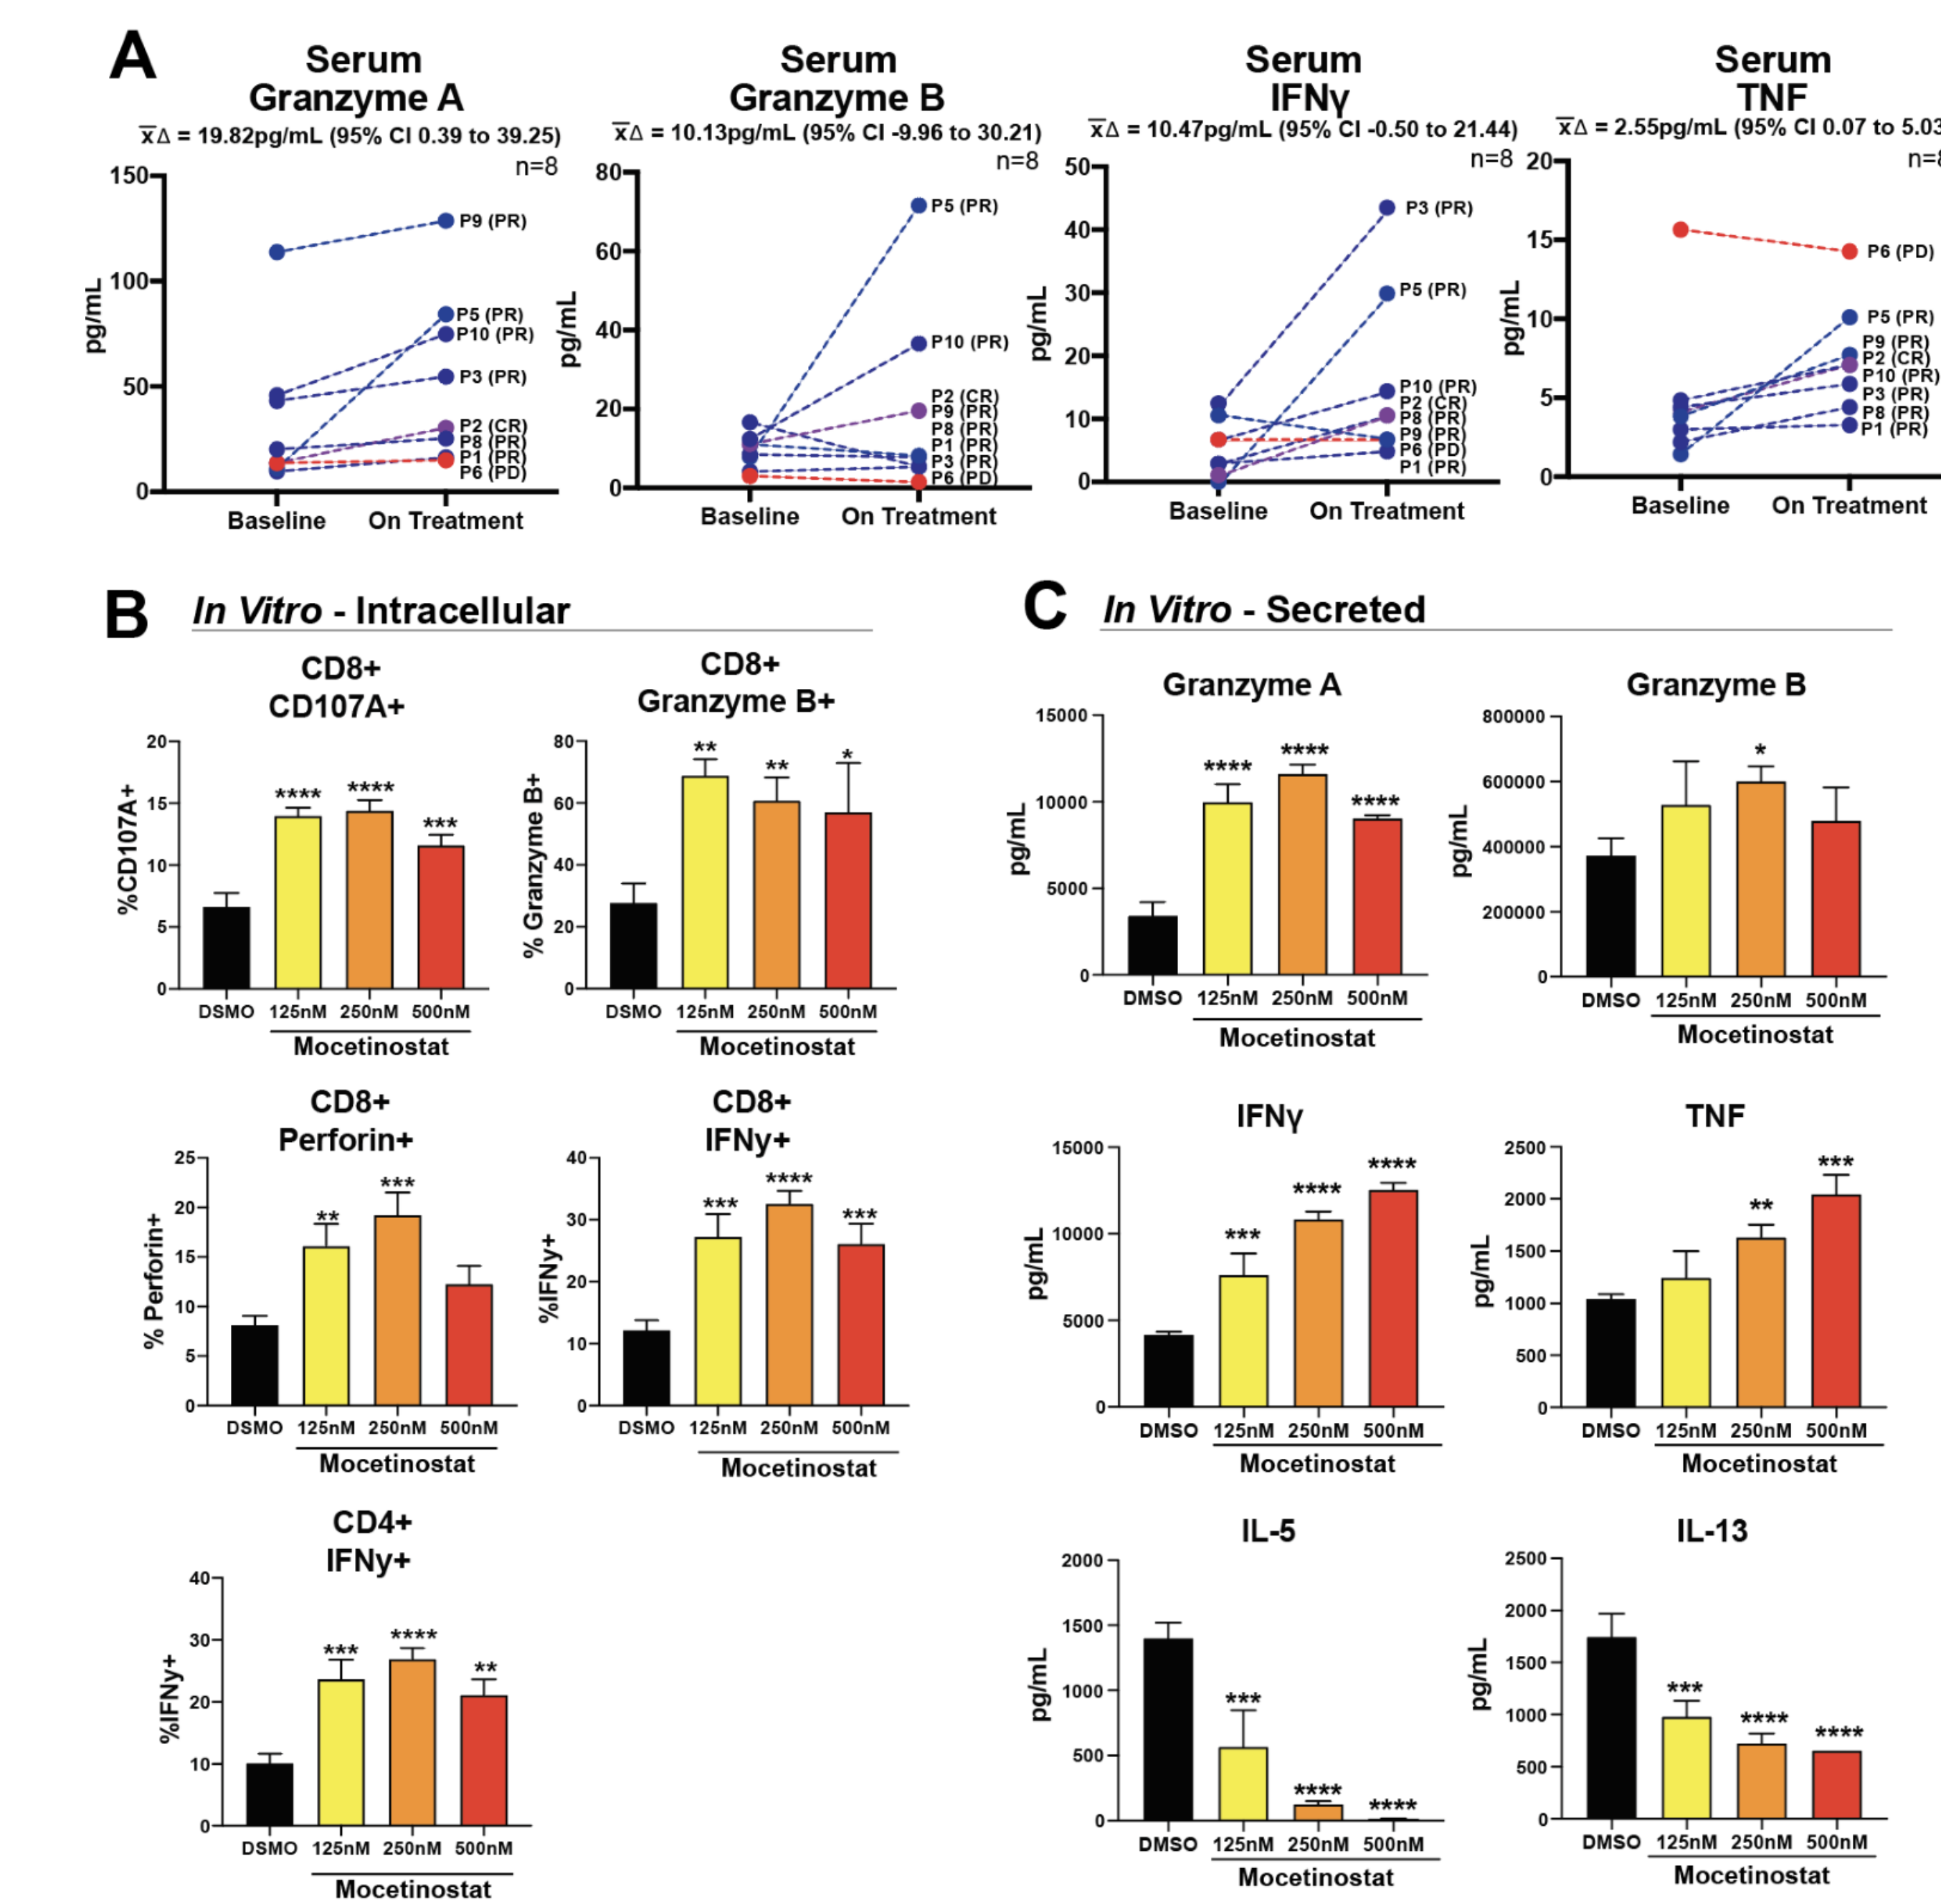 A
Serum
Granzyme A
x̅Δ = 19.82pg/mL (95% CI 0.39 to 39.25)
n=8
pg/mL
150
100
50
0
P9 (PR)
P5 (PR)
P10 (PR)
P3 (PR)
P2 (CR)
P8 (PR)
P1 (PR)
P6 (PD)
Baseline On Treatment
Serum
Granzyme B
x̅Δ = 10.13pg/mL (95% CI -9.96 to 30.21)
n=8
pg/mL
80
60
40
20
0
P5 (PR)
P10 (PR)
P2 (CR)
P9 (PR)
P8 (PR)
P1 (PR)
P3 (PR)
P6 (PD)
Baseline On Treatment
Serum
IFNγ
x̅Δ = 10.47pg/mL (95% CI -0.50 to 21.44)
n=8
pg/mL
50
40
30
20
10
0
P3 (PR)
P5 (PR)
P10 (PR)
P2 (CR)
P8 (PR)
P9 (PR)
P6 (PD)
P1 (PR)
Baseline On Treatment
Serum
TNF
x̅Δ = 2.55pg/mL (95% CI 0.07 to 5.03
n=8
pg/mL
20
15
10
5
0
P6 (PD)
P5 (PR)
P9 (PR)
P2 (CR)
P10 (PR)
P3 (PR)
P8 (PR)
P1 (PR)
Baseline On Treatment
B
In Vitro - Intracellular
CD8+
CD107A+
%CD107A+
20
15
10
5
0
****
****
***
DSMO 125nM 250nM 500nM
Mocetinostat
CD8+
Granzyme B+
% Granzyme B+
80
60
40
20
0
**
**
*
DSMO 125nM 250nM 500nM
Mocetinostat
CD8+
Perforin+
% Perforin+
25
20
15
10
5
0
**
***
DSMO 125nM 250nM 500nM
Mocetinostat
CD8+
IFNy+
%IFNy+
40
30
20
10
0
***
****
***
DSMO 125nM 250nM 500nM
Mocetinostat
CD4+
IFNy+
%IFNy+
40
30
20
10
0
***
****
**
DSMO 125nM 250nM 500nM
Mocetinostat
C
In Vitro - Secreted
Granzyme A
pg/mL
15000
10000
5000
0
****
****
****
DMSO 125nM 250nM 500nM
Mocetinostat
Granzyme B
pg/mL
800000
600000
400000
200000
0
*
DMSO 125nM 250nM 500nM
Mocetinostat
IFNγ
pg/mL
15000
10000
5000
0
***
****
****
DMSO 125nM 250nM 500nM
Mocetinostat
TNF
pg/mL
2500
2000
1500
1000
500
0
**
***
DMSO 125nM 250nM 500nM
Mocetinostat
IL-5
pg/mL
2000
1500
1000
500
0
***
****
****
DMSO 125nM 250nM 500nM
Mocetinostat
IL-13
pg/mL
2500
2000
1500
1000
500
0
***
****
****
DMSO 125nM 250nM 500nM
Mocetinostat